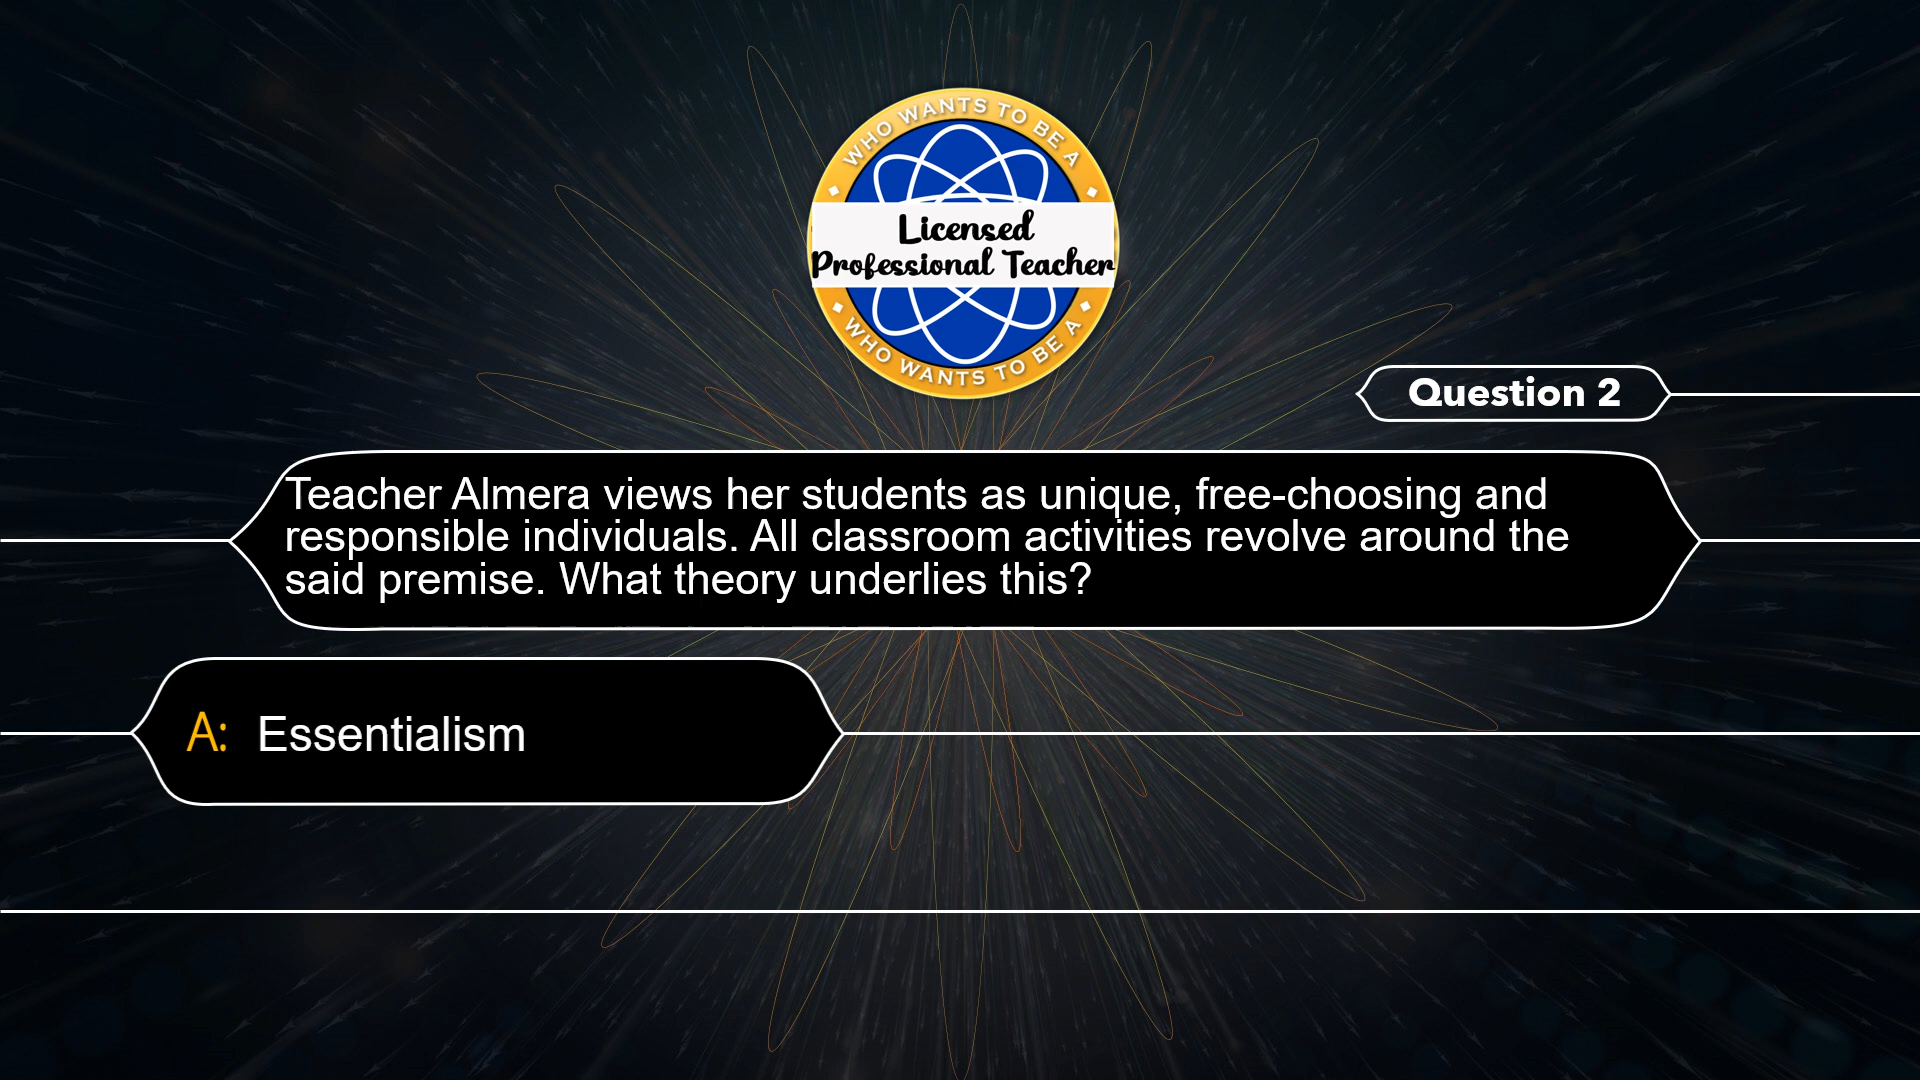 WHO WANTS TO BE A
Licensed
Professional Teacher
WHO WANTS TO BE A
Question 2
Teacher Almera views her students as unique, free-choosing and
responsible individuals. All classroom activities revolve around the
said premise. What theory underlies this?
A: Essentialism